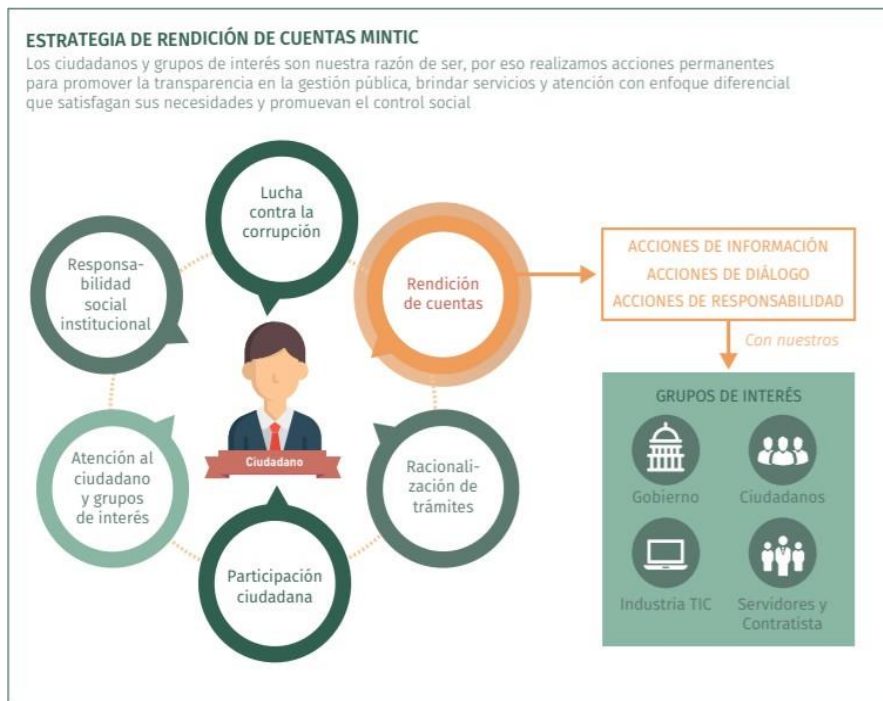 ESTRATEGIA DE RENDICIÓN DE CUENTAS MINTIC
Los ciudadanos y grupos de interés son nuestra razón de ser, por eso realizamos acciones permanentes
para promover la transparencia en la gestión pública, brindar servicios y atención con enfoque diferencial
que satisfagan sus necesidades y promuevan el control social
Lucha
contra la
corrupción
Responsa-
bilidad
social
institucional
Rendición
de cuentas
ACCIONES DE INFORMACIÓN
ACCIONES DE DIÁLOGO
ACCIONES DE RESPONSABILIDAD
Con nuestros
Ciudadano
Atención al
ciudadano
y grupos
de interés
Racionali-
zación de
trámites
Participación
ciudadana
GRUPOS DE INTERÉS
Gobierno
Ciudadanos
Industria TIC
Servidores y
Contratista